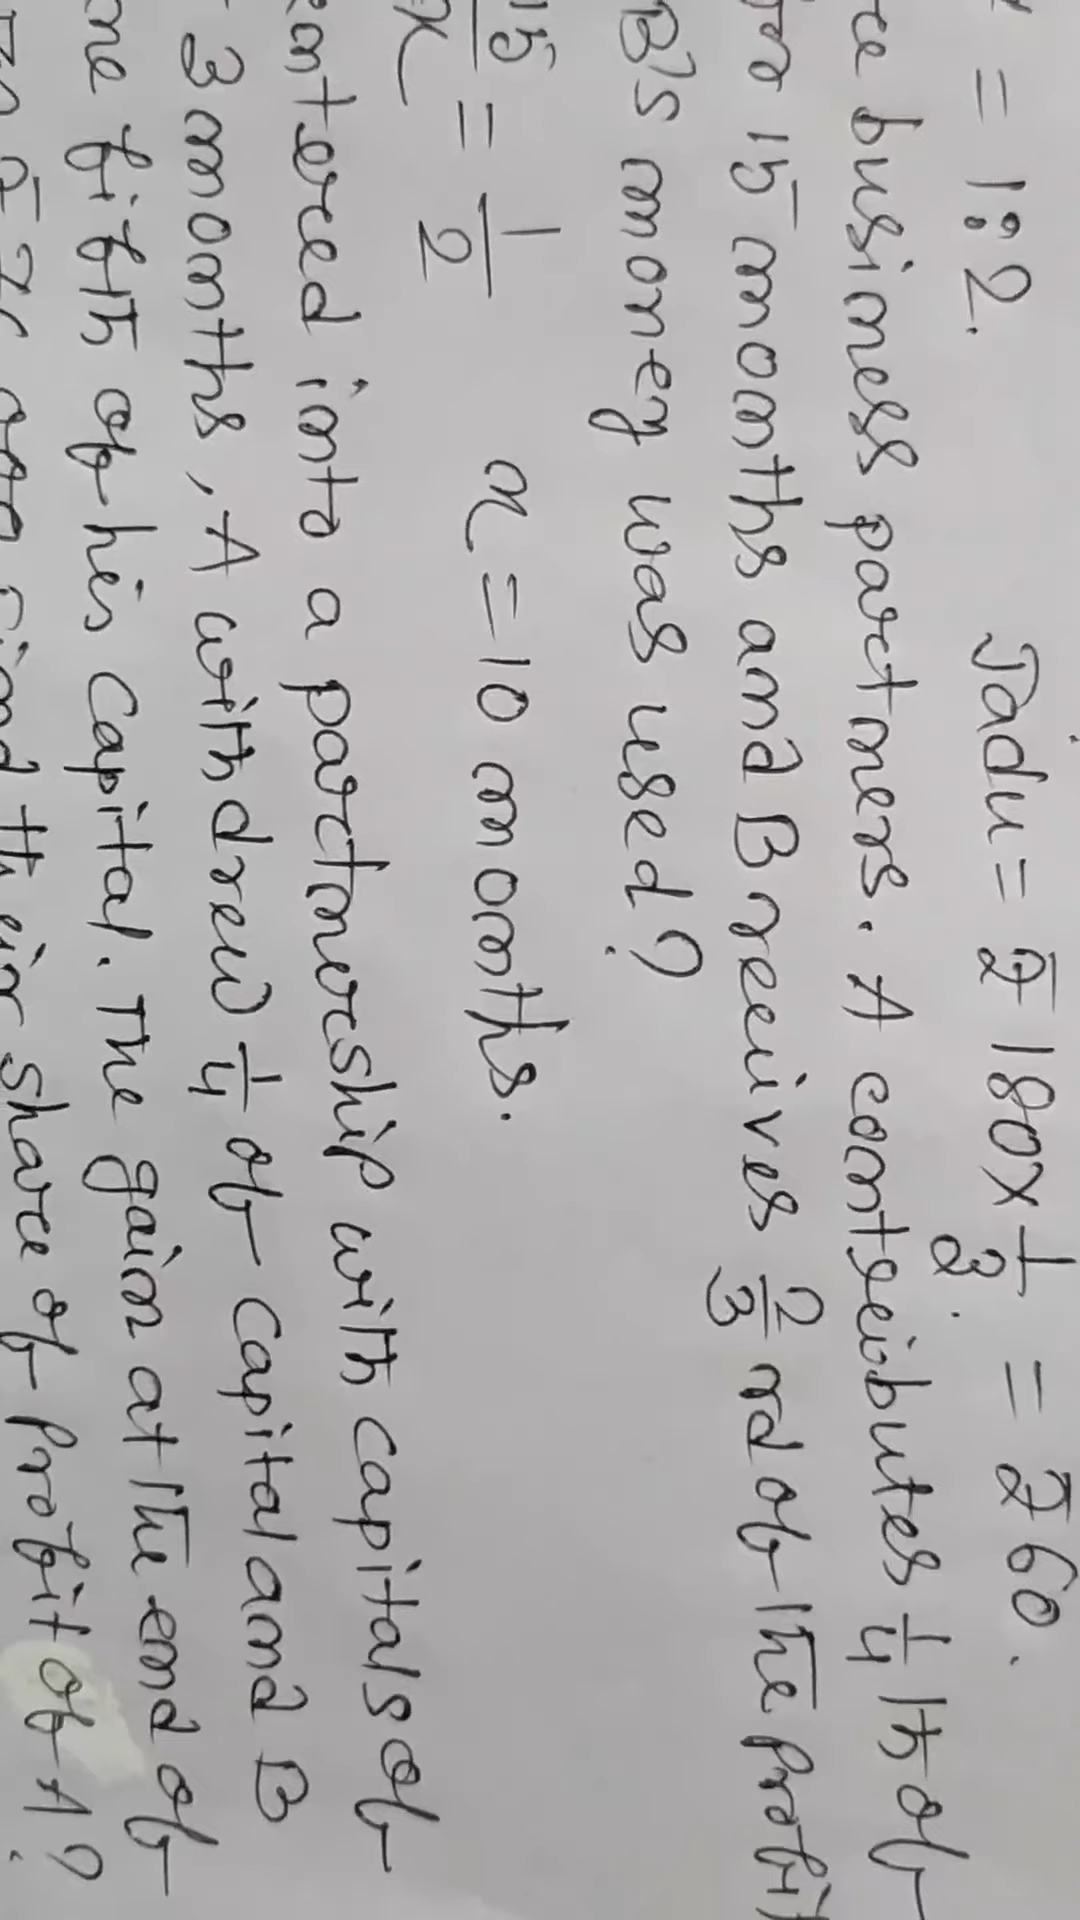 = 1:2. Jadu = ₹ 180 × 1/3 = ₹ 60.
business partners. A contributes 1/4 th of
15 months and B receives 2/3 rd of the profit
B's money was used?
15/x = 1/2 x = 10 months.
entered into a partnership with capitals of
3 months, A withdrew 1/4 of capital and B
fifth of his capital. The gain at the end of
find their share of profit of A?